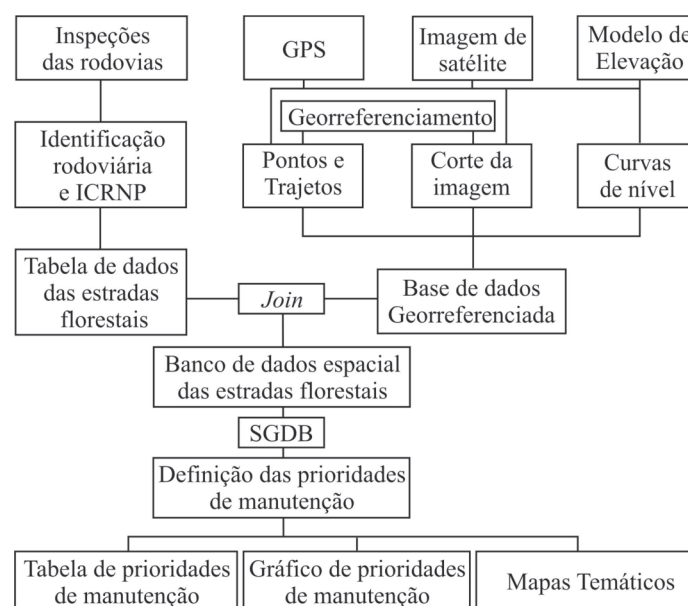 Inspeções
das rodovias
GPS
Imagem de
satélite
Modelo de
Elevação
Georreferenciamento
Identificação
rodoviária
e ICRNP
Pontos e
Trajetos
Corte da
imagem
Curvas
de nível
Tabela de dados
das estradas
florestais
Join
Base de dados
Georreferenciada
Banco de dados espacial
das estradas florestais
SGDB
Definição das prioridades
de manutenção
Tabela de prioridades
de manutenção
Gráfico de prioridades
de manutenção
Mapas Temáticos